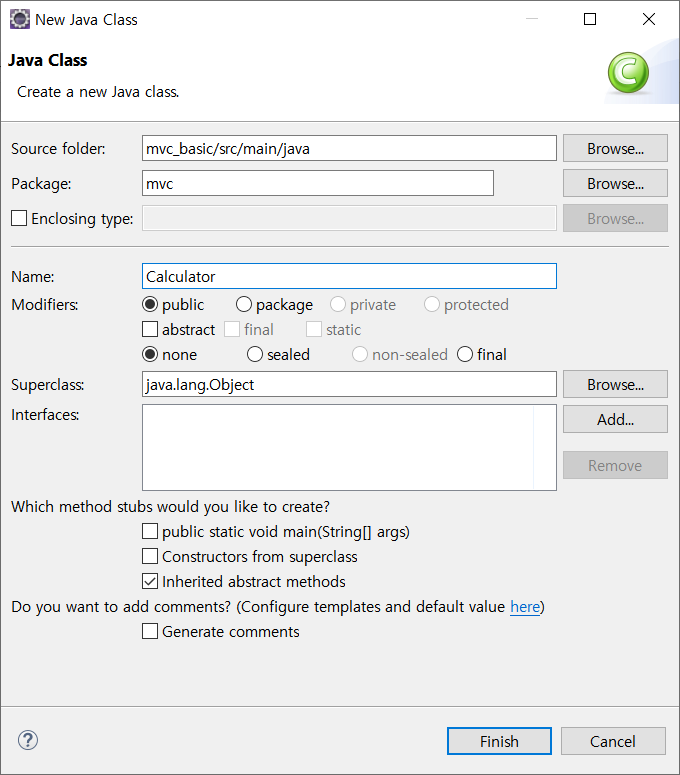 New Java Class
Java Class
Create a new Java class.
Source folder: mvc_basic/src/main/java Browse...
Package: mvc Browse...
Enclosing type: Browse...
Name: Calculator
Modifiers: public package private protected
abstract final static
none sealed non-sealed final
Superclass: java.lang.Object Browse...
Interfaces: Add...
Remove
Which method stubs would you like to create?
public static void main(String[] args)
Constructors from superclass
Inherited abstract methods
Do you want to add comments? (Configure templates and default value here)
Generate comments
? Finish Cancel